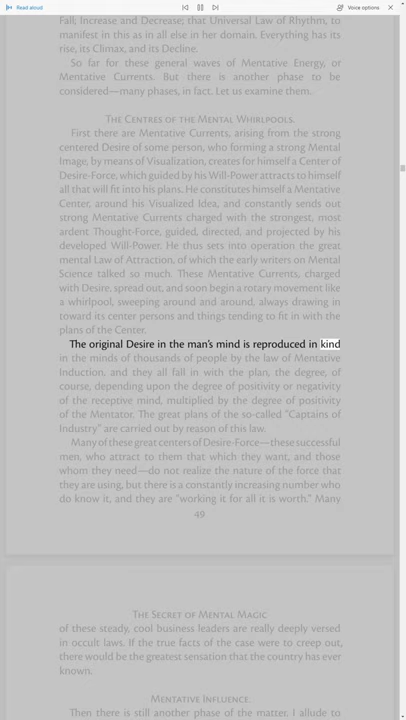 Read aloud
Voice options
Fall, Increase and Decrease; that Universal Law of Rhythm, to
manifest in this as in all else in her domain. Everything has its
rise, its Climax, and its Decline.
So far for these general waves of Mentative Energy, or
Mentative Currents. But there is another phase to be
considered—many phases, in fact. Let us examine them.
The Centres of the Mental Whirlpools.
First there are Mentative Currents, arising from the strong
centered Desire of some person, who forming a strong Mental
Image, by means of Visualization, creates for himself a Center of
Desire-Force, which guided by his Will-Power attracts to himself
all that will fit into his plans. He constitutes himself a Mentative
Center, around his Visualized Idea, and constantly sends out
strong Mentative Currents charged with the strongest, most
ardent Thought-Force, guided, directed, and projected by his
developed Will-Power. He thus sets into operation the great
mental Law of Attraction, of which the early writers on Mental
Science talked so much. These Mentative Currents, charged
with Desire, spread out, and soon begin a rotary movement like
a whirlpool, sweeping around and around, always drawing in
toward its center persons and things tending to fit in with the
plans of the Center.
The original Desire in the man's mind is reproduced in kind
in the minds of thousands of people by the law of Mentative
Induction, and they all fall in with the plan, the degree, of
course, depending upon the degree of positivity or negativity
of the receptive mind, multiplied by the degree of positivity
of the Mentator. The great plans of the so-called “Captains of
Industry” are carried out by reason of this law.
Many of these great centers of Desire-Force—these successful
men, who attract to them that which they want, and those
whom they need—do not realize the nature of the force that
they are using, but there is a constantly increasing number who
do know it, and they are “working it for all it is worth.” Many
49
The Secret of Mental Magic
of these steady, cool business leaders are really deeply versed
in occult laws. If the true facts of the case were to creep out,
there would be the greatest sensation that the country has ever
known.
Mentative Influence.
Then there is still another phase of the matter. I allude to